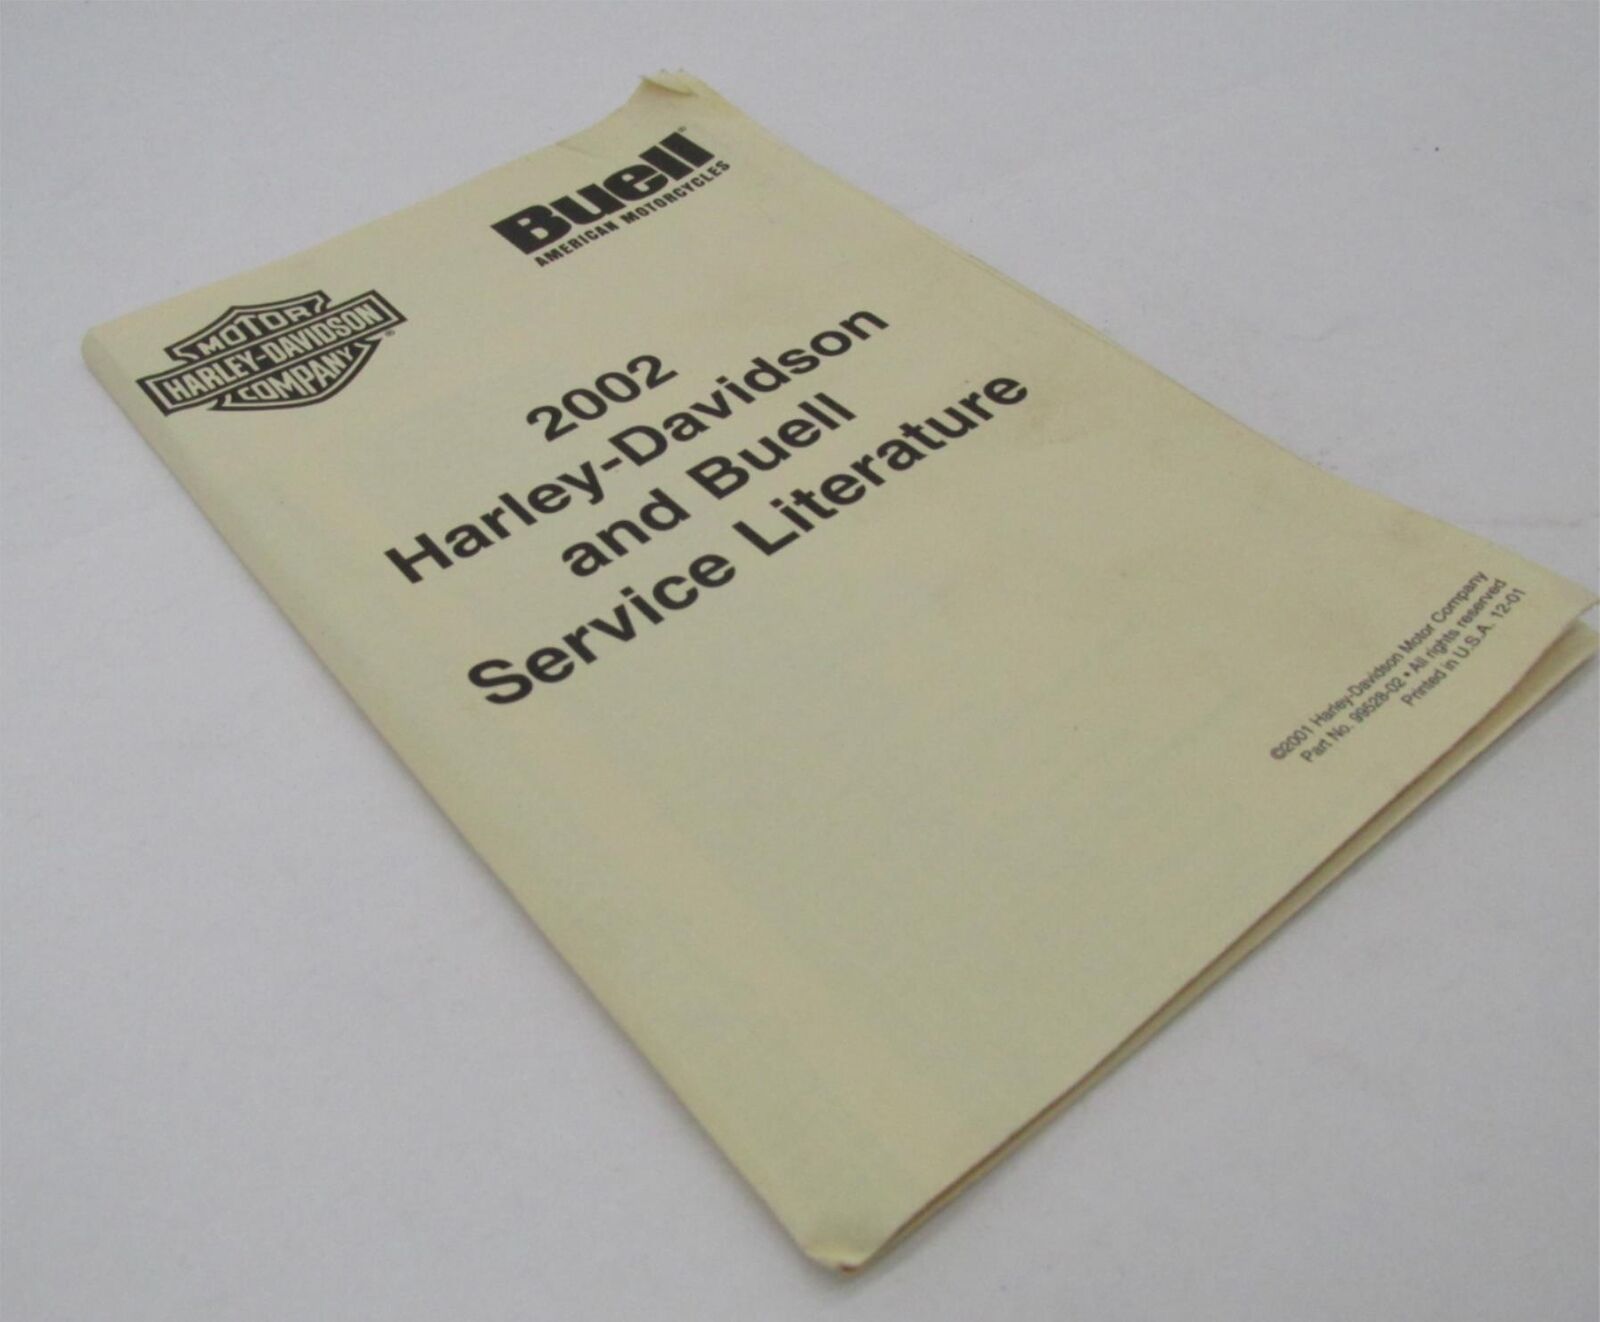 Buell®
AMERICAN MOTORCYCLES
MOTOR
HARLEY-DAVIDSON
COMPANY
®
2002
Harley-Davidson
and Buell
Service Literature
©2001 Harley-Davidson Motor Company
Part No. 99528-02 • All rights reserved
Printed in U.S.A. 12-01